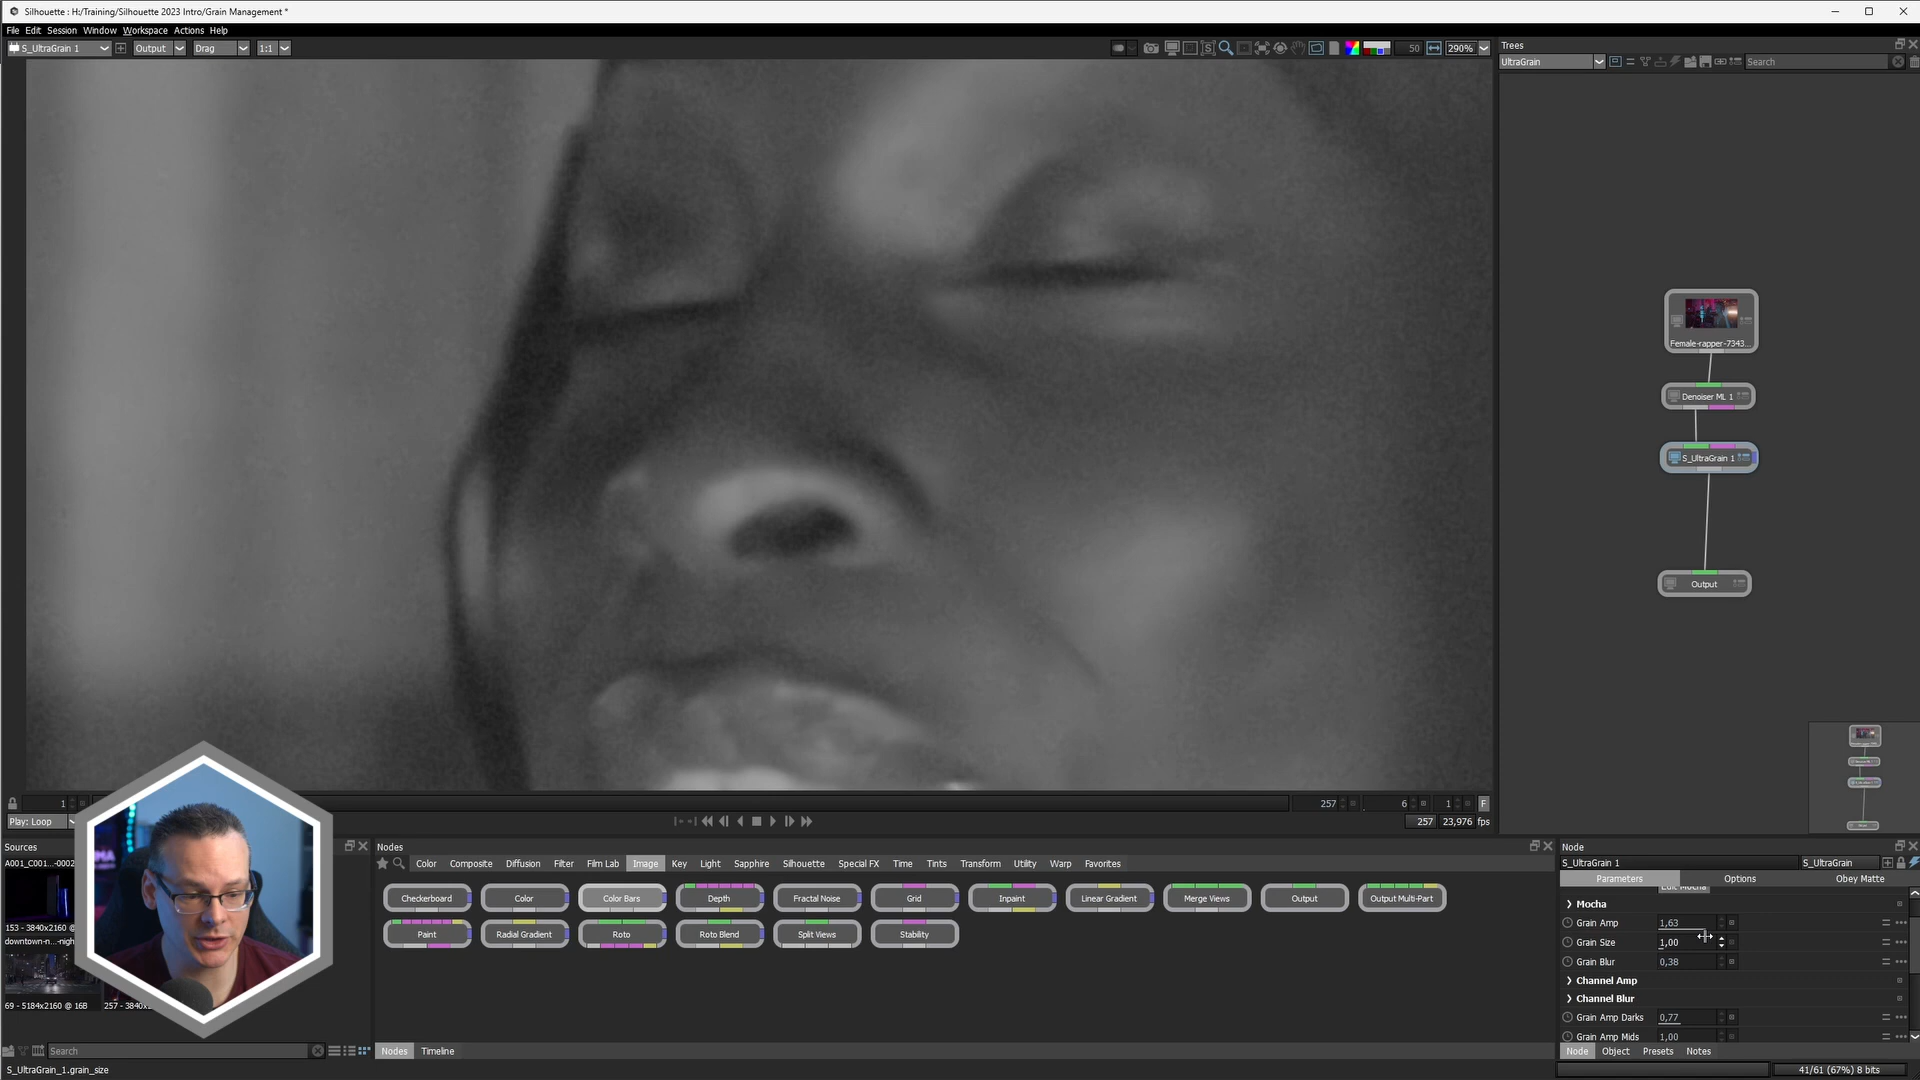 Silhouette : H:/Training/Silhouette 2023 Intro/Grain Management *
File Edit Session Window Workspace Actions Help
S_UltraGrain 1 Output Drag 1:1 50 290%
Trees
UltraGrain Search
Female-rapper-7343...
Denoiser ML 1
S_UltraGrain 1
Output
1 257 6 1 F
Play: Loop 257 23,976 fps
Sources
A001_C001...-0002
153 - 3840x2160 @
downtown-n...-nigh
69 - 5184x2160 @ 16B 257 - 3840x
Search
Nodes
Color Composite Diffusion Filter Film Lab Image Key Light Sapphire Silhouette Special FX Time Tints Transform Utility Warp Favorites
Checkerboard Color Color Bars Depth Fractal Noise Grid Inpaint Linear Gradient Merge Views Output Output Multi-Part
Paint Radial Gradient Roto Roto Blend Split Views Stability
Nodes Timeline
Node
S_UltraGrain 1 S_UltraGrain
Parameters Options Obey Matte
Edit Mocha
Mocha
Grain Amp 1,63
Grain Size 1,00
Grain Blur 0,38
Channel Amp
Channel Blur
Grain Amp Darks 0,77
Grain Amp Mids 1,00
Node Object Presets Notes
S_UltraGrain_1.grain_size
41/61 (67%) 8 bits